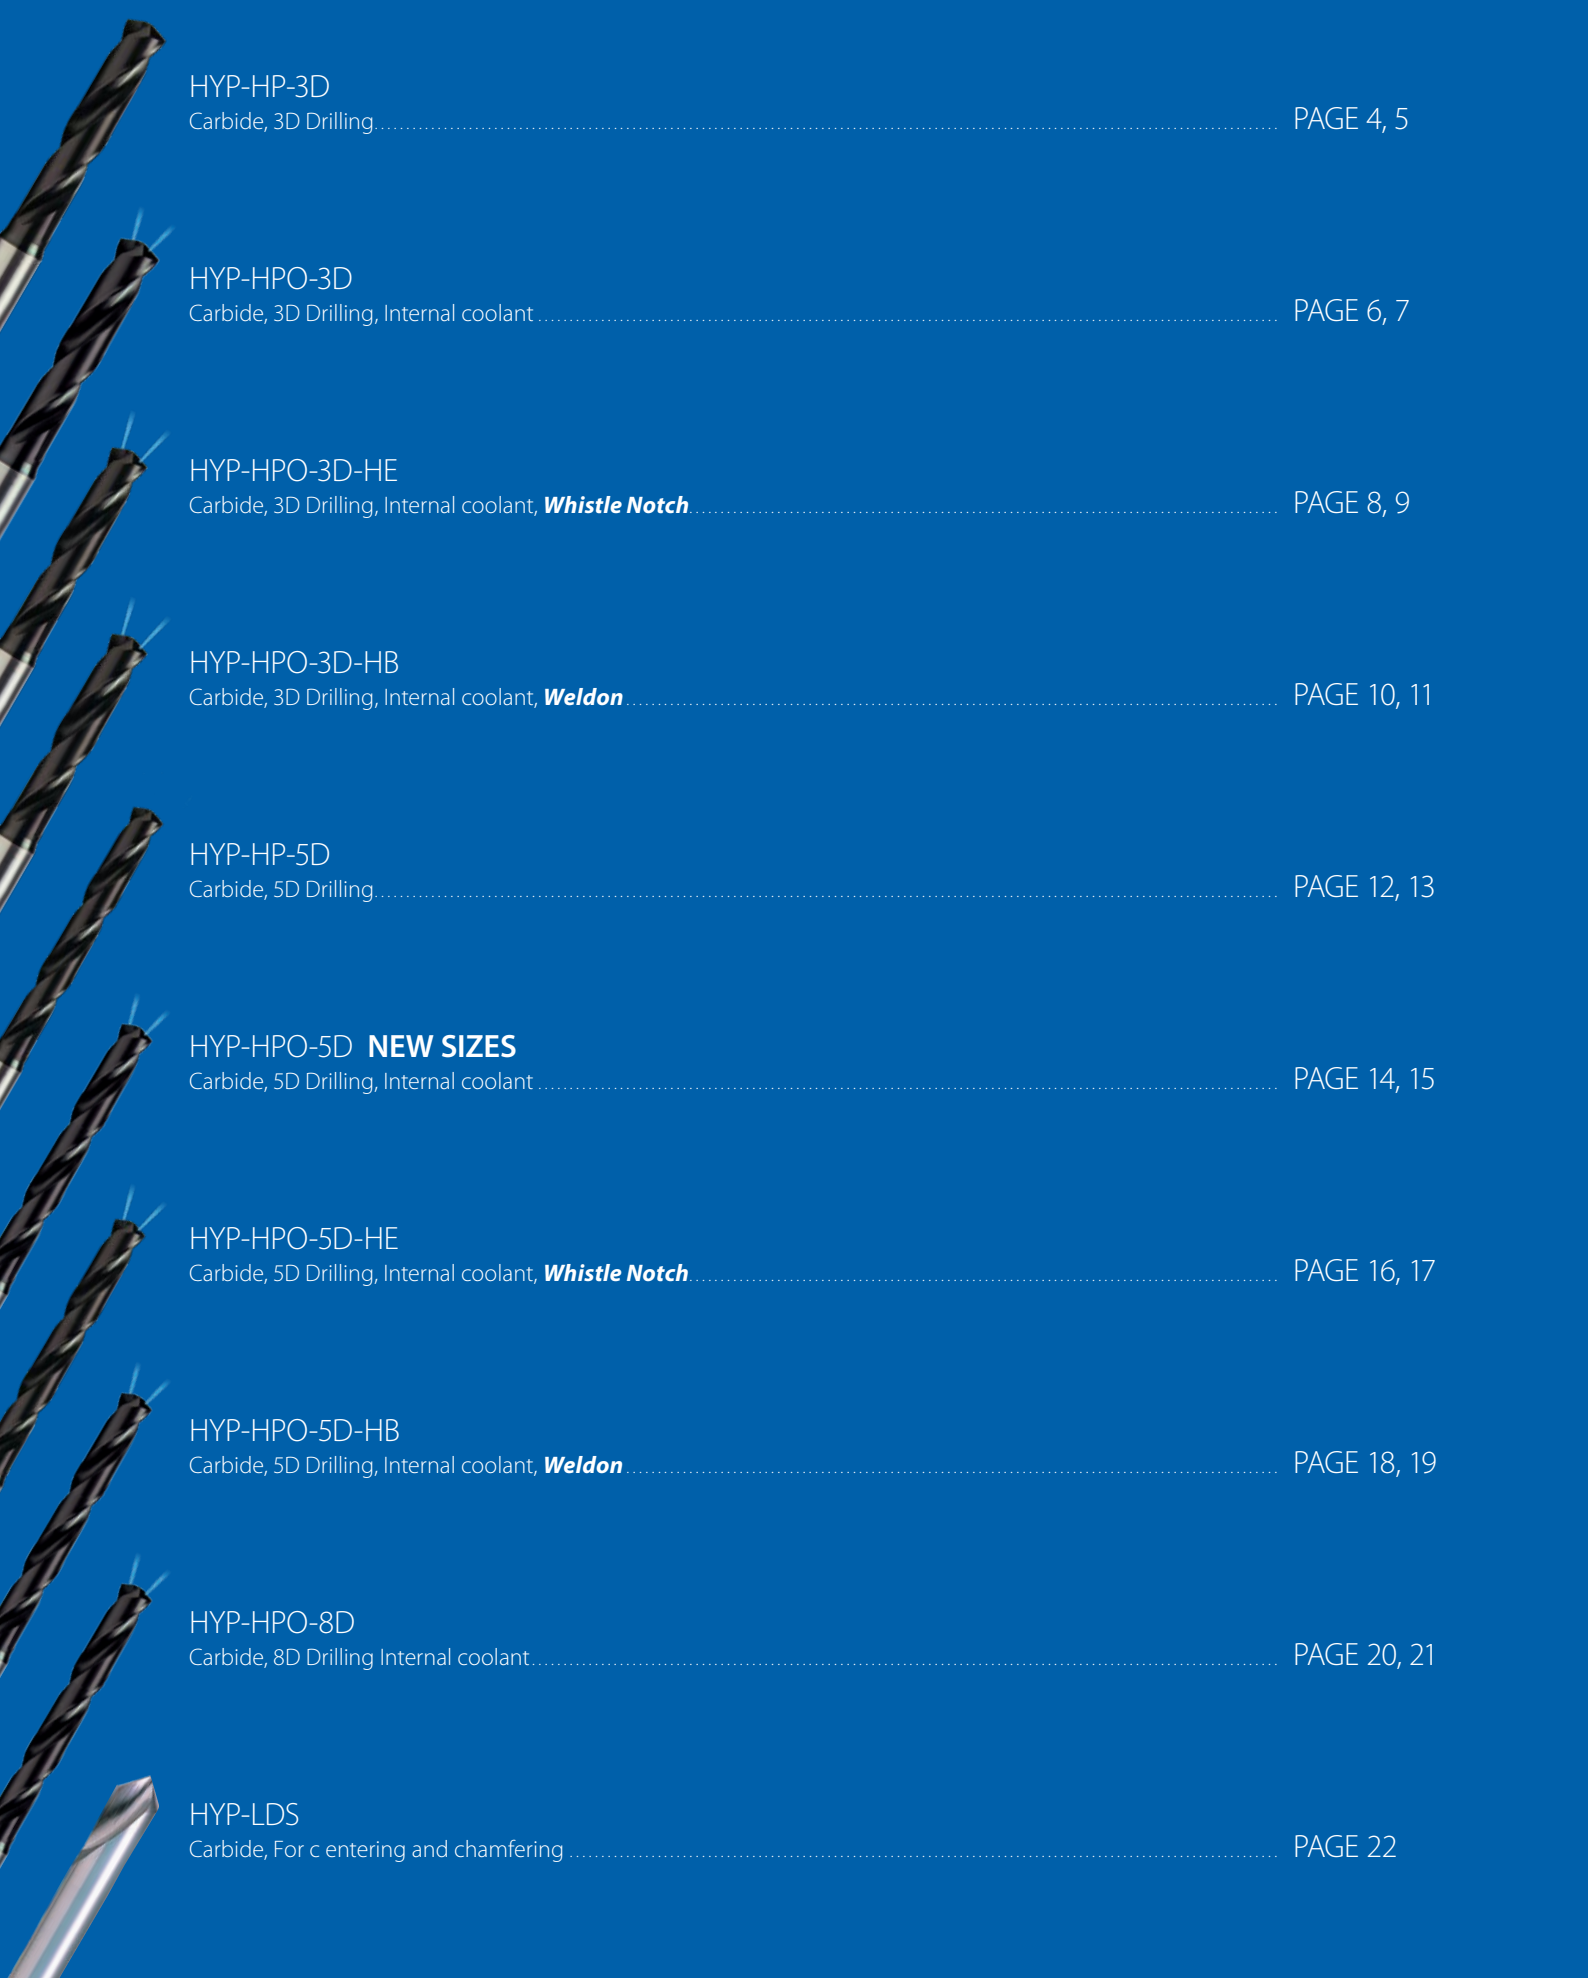 HYP-HP-3D
Carbide, 3D Drilling PAGE 4, 5
HYP-HPO-3D
Carbide, 3D Drilling, Internal coolant PAGE 6, 7
HYP-HPO-3D-HE
Carbide, 3D Drilling, Internal coolant, Whistle Notch PAGE 8, 9
HYP-HPO-3D-HB
Carbide, 3D Drilling, Internal coolant, Weldon PAGE 10, 11
HYP-HP-5D
Carbide, 5D Drilling PAGE 12, 13
HYP-HPO-5D NEW SIZES
Carbide, 5D Drilling, Internal coolant PAGE 14, 15
HYP-HPO-5D-HE
Carbide, 5D Drilling, Internal coolant, Whistle Notch PAGE 16, 17
HYP-HPO-5D-HB
Carbide, 5D Drilling, Internal coolant, Weldon PAGE 18, 19
HYP-HPO-8D
Carbide, 8D Drilling Internal coolant PAGE 20, 21
HYP-LDS
Carbide, For c entering and chamfering PAGE 22